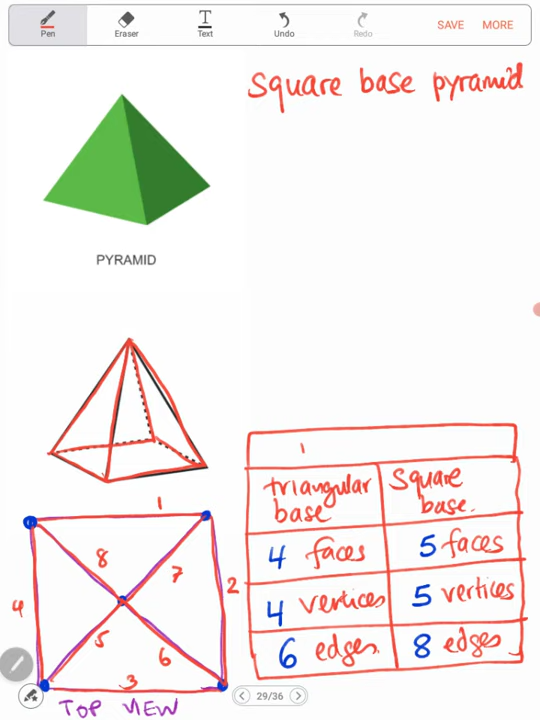 Pen
Eraser
Text
Undo
Redo
SAVE
MORE
Square base pyramid
PYRAMID
1
8
7
2
4
5
6
3
TOP VIEW
29/36
1
triangular base
Square base.
4 faces
5 faces
4 vertices
5 vertices
6 edges.
8 edges